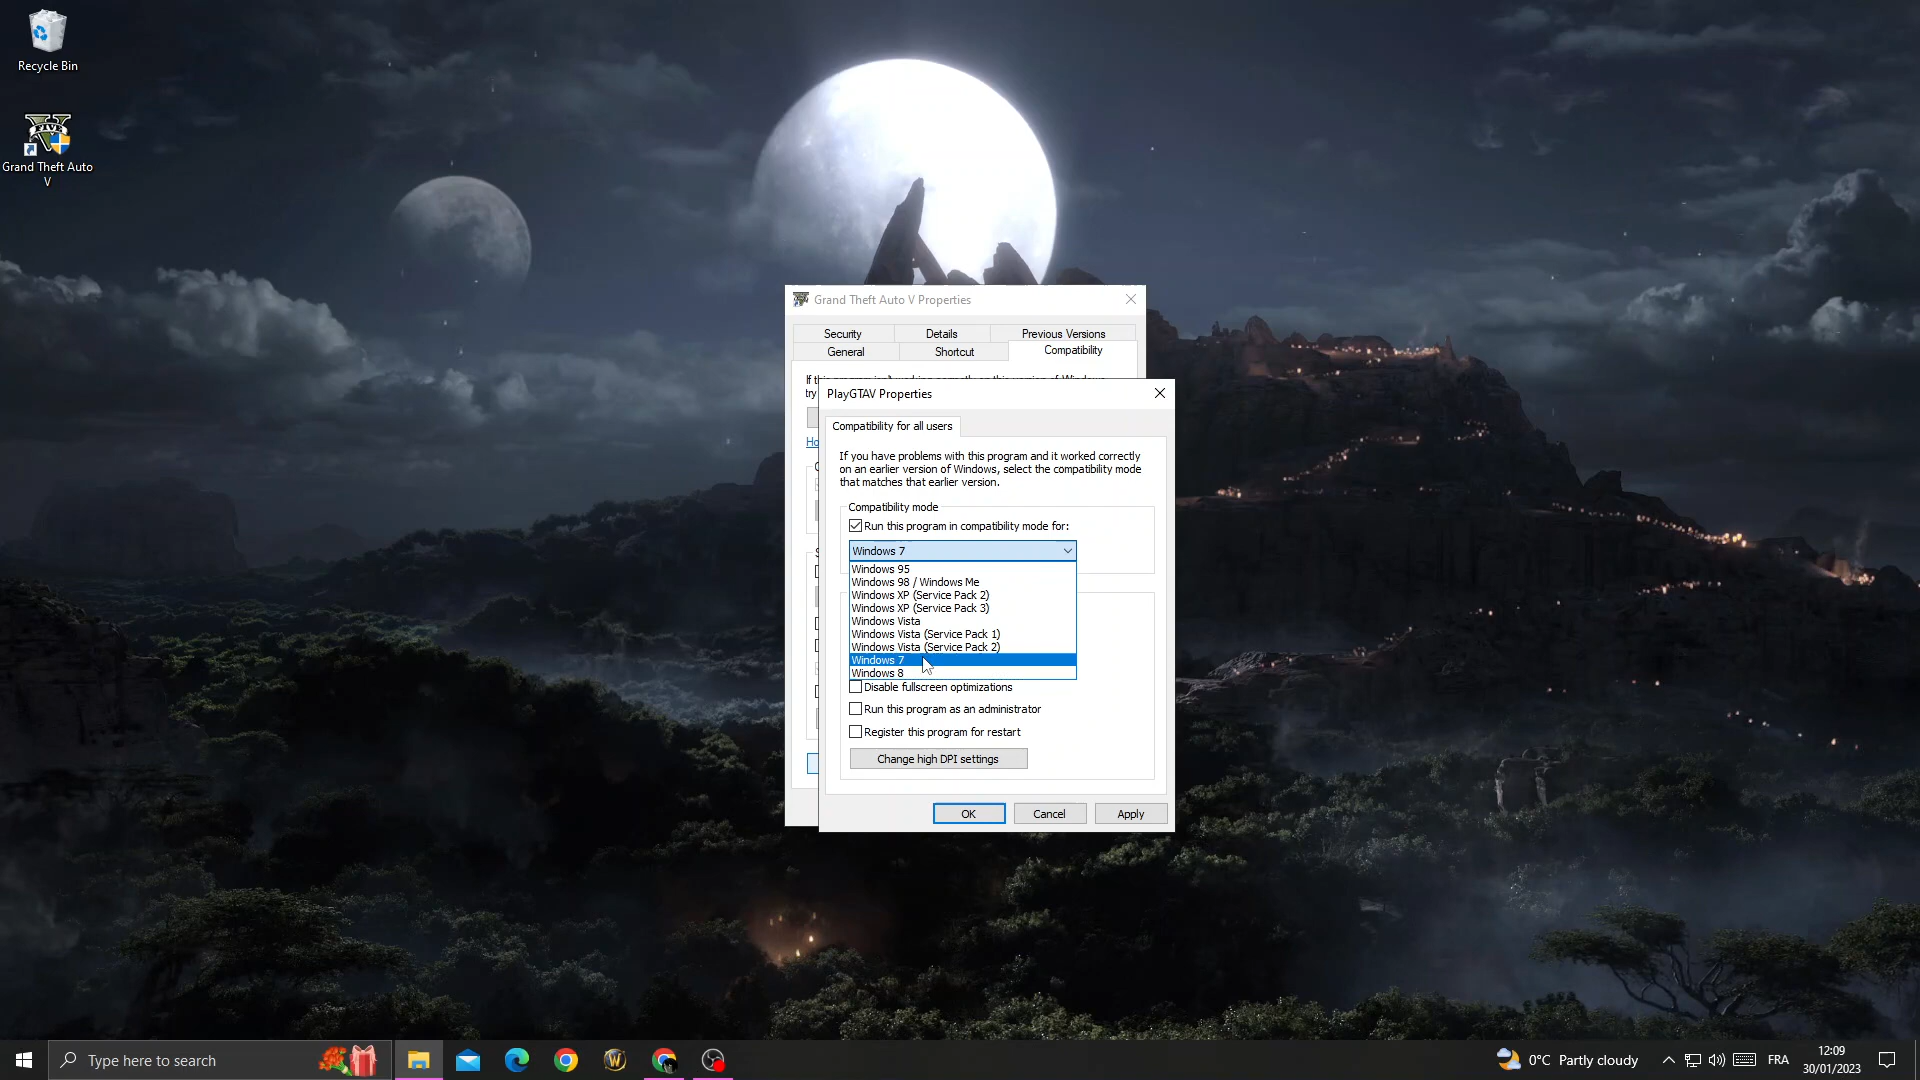 Recycle Bin
Grand Theft Auto
V
Grand Theft Auto V Properties
Security
Details
Previous Versions
General
Shortcut
Compatibility
try
PlayGTAV Properties
Compatibility for all users
If you have problems with this program and it worked correctly
on an earlier version of Windows, select the compatibility mode
that matches that earlier version.
Compatibility mode
Run this program in compatibility mode for:
Windows 7
Windows 95
Windows 98 / Windows Me
Windows XP (Service Pack 2)
Windows XP (Service Pack 3)
Windows Vista
Windows Vista (Service Pack 1)
Windows Vista (Service Pack 2)
Windows 7
Windows 8
Disable fullscreen optimizations
Run this program as an administrator
Register this program for restart
Change high DPI settings
OK
Cancel
Apply
Type here to search
0°C Partly cloudy
FRA
12:09
30/01/2023